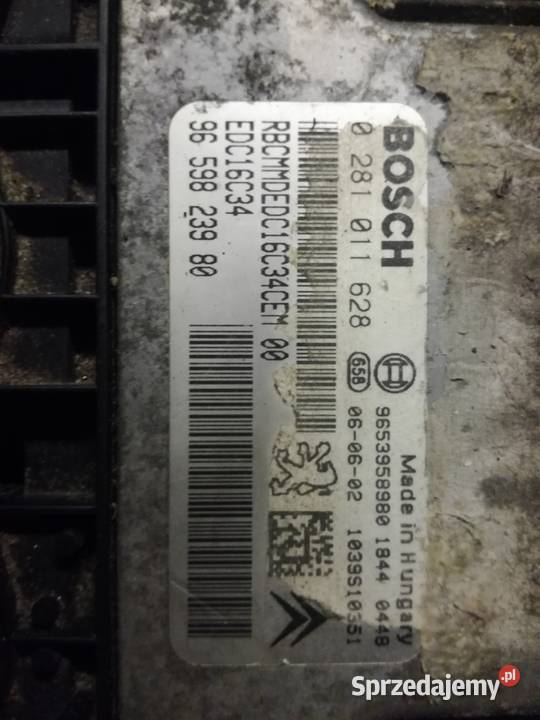 BOSCH
Made in Hungary
0 281 011 628
9653958980 1844 0448
65B 06-06-02 1039S10351
RBCMMDEDC16C34CEM 00
EDC16C34
96 598 239 80
Sprzedajemy.pl